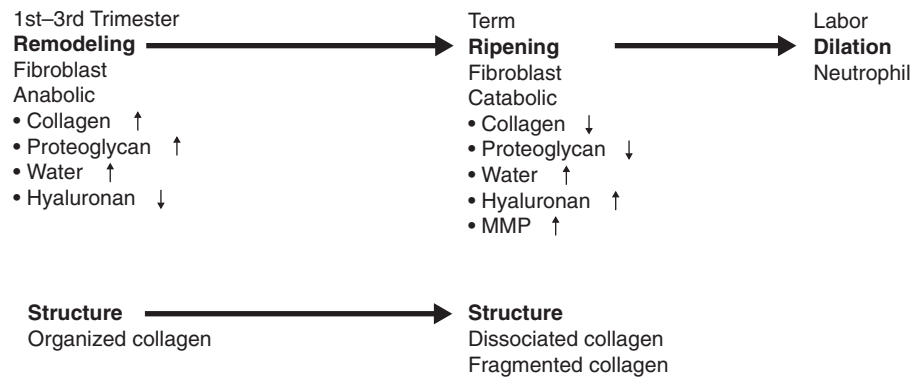 1st–3rd Trimester
Remodeling
Fibroblast
Anabolic
• Collagen ↑
• Proteoglycan ↑
• Water ↑
• Hyaluronan ↓
Term
Ripening
Fibroblast
Catabolic
• Collagen ↓
• Proteoglycan ↓
• Water ↑
• Hyaluronan ↑
• MMP ↑
Labor
Dilation
Neutrophil
Structure
Organized collagen
Structure
Dissociated collagen
Fragmented collagen